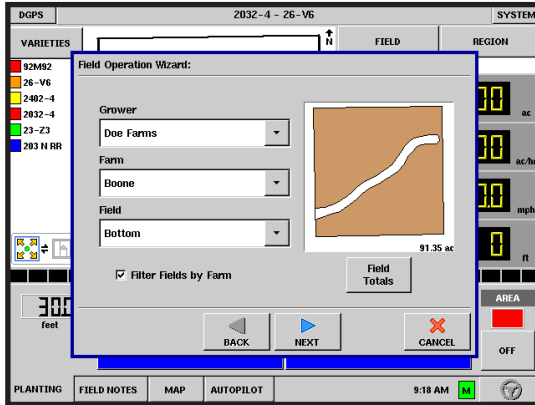 DGPS 2032-4 - 26-V6 SYSTEM
VARIETIES N FIELD REGION
92M92
26-V6
2402-4
2032-4
23-Z3
203 N RR
Field Operation Wizard:
Grower
Doe Farms
Farm
Boone
Field
Bottom
91.35 ac
Filter Fields by Farm
Field
Totals
BACK NEXT CANCEL
ac
ac/hr
mph
ft
30.0
feet
AREA
OFF
PLANTING FIELD NOTES MAP AUTOPILOT 9:18 AM M